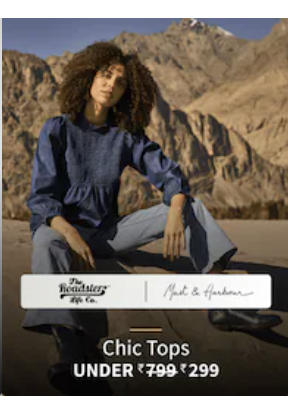 The
Roadster
Life Co.
Mast & Harbour
Chic Tops
UNDER ₹799 ₹299